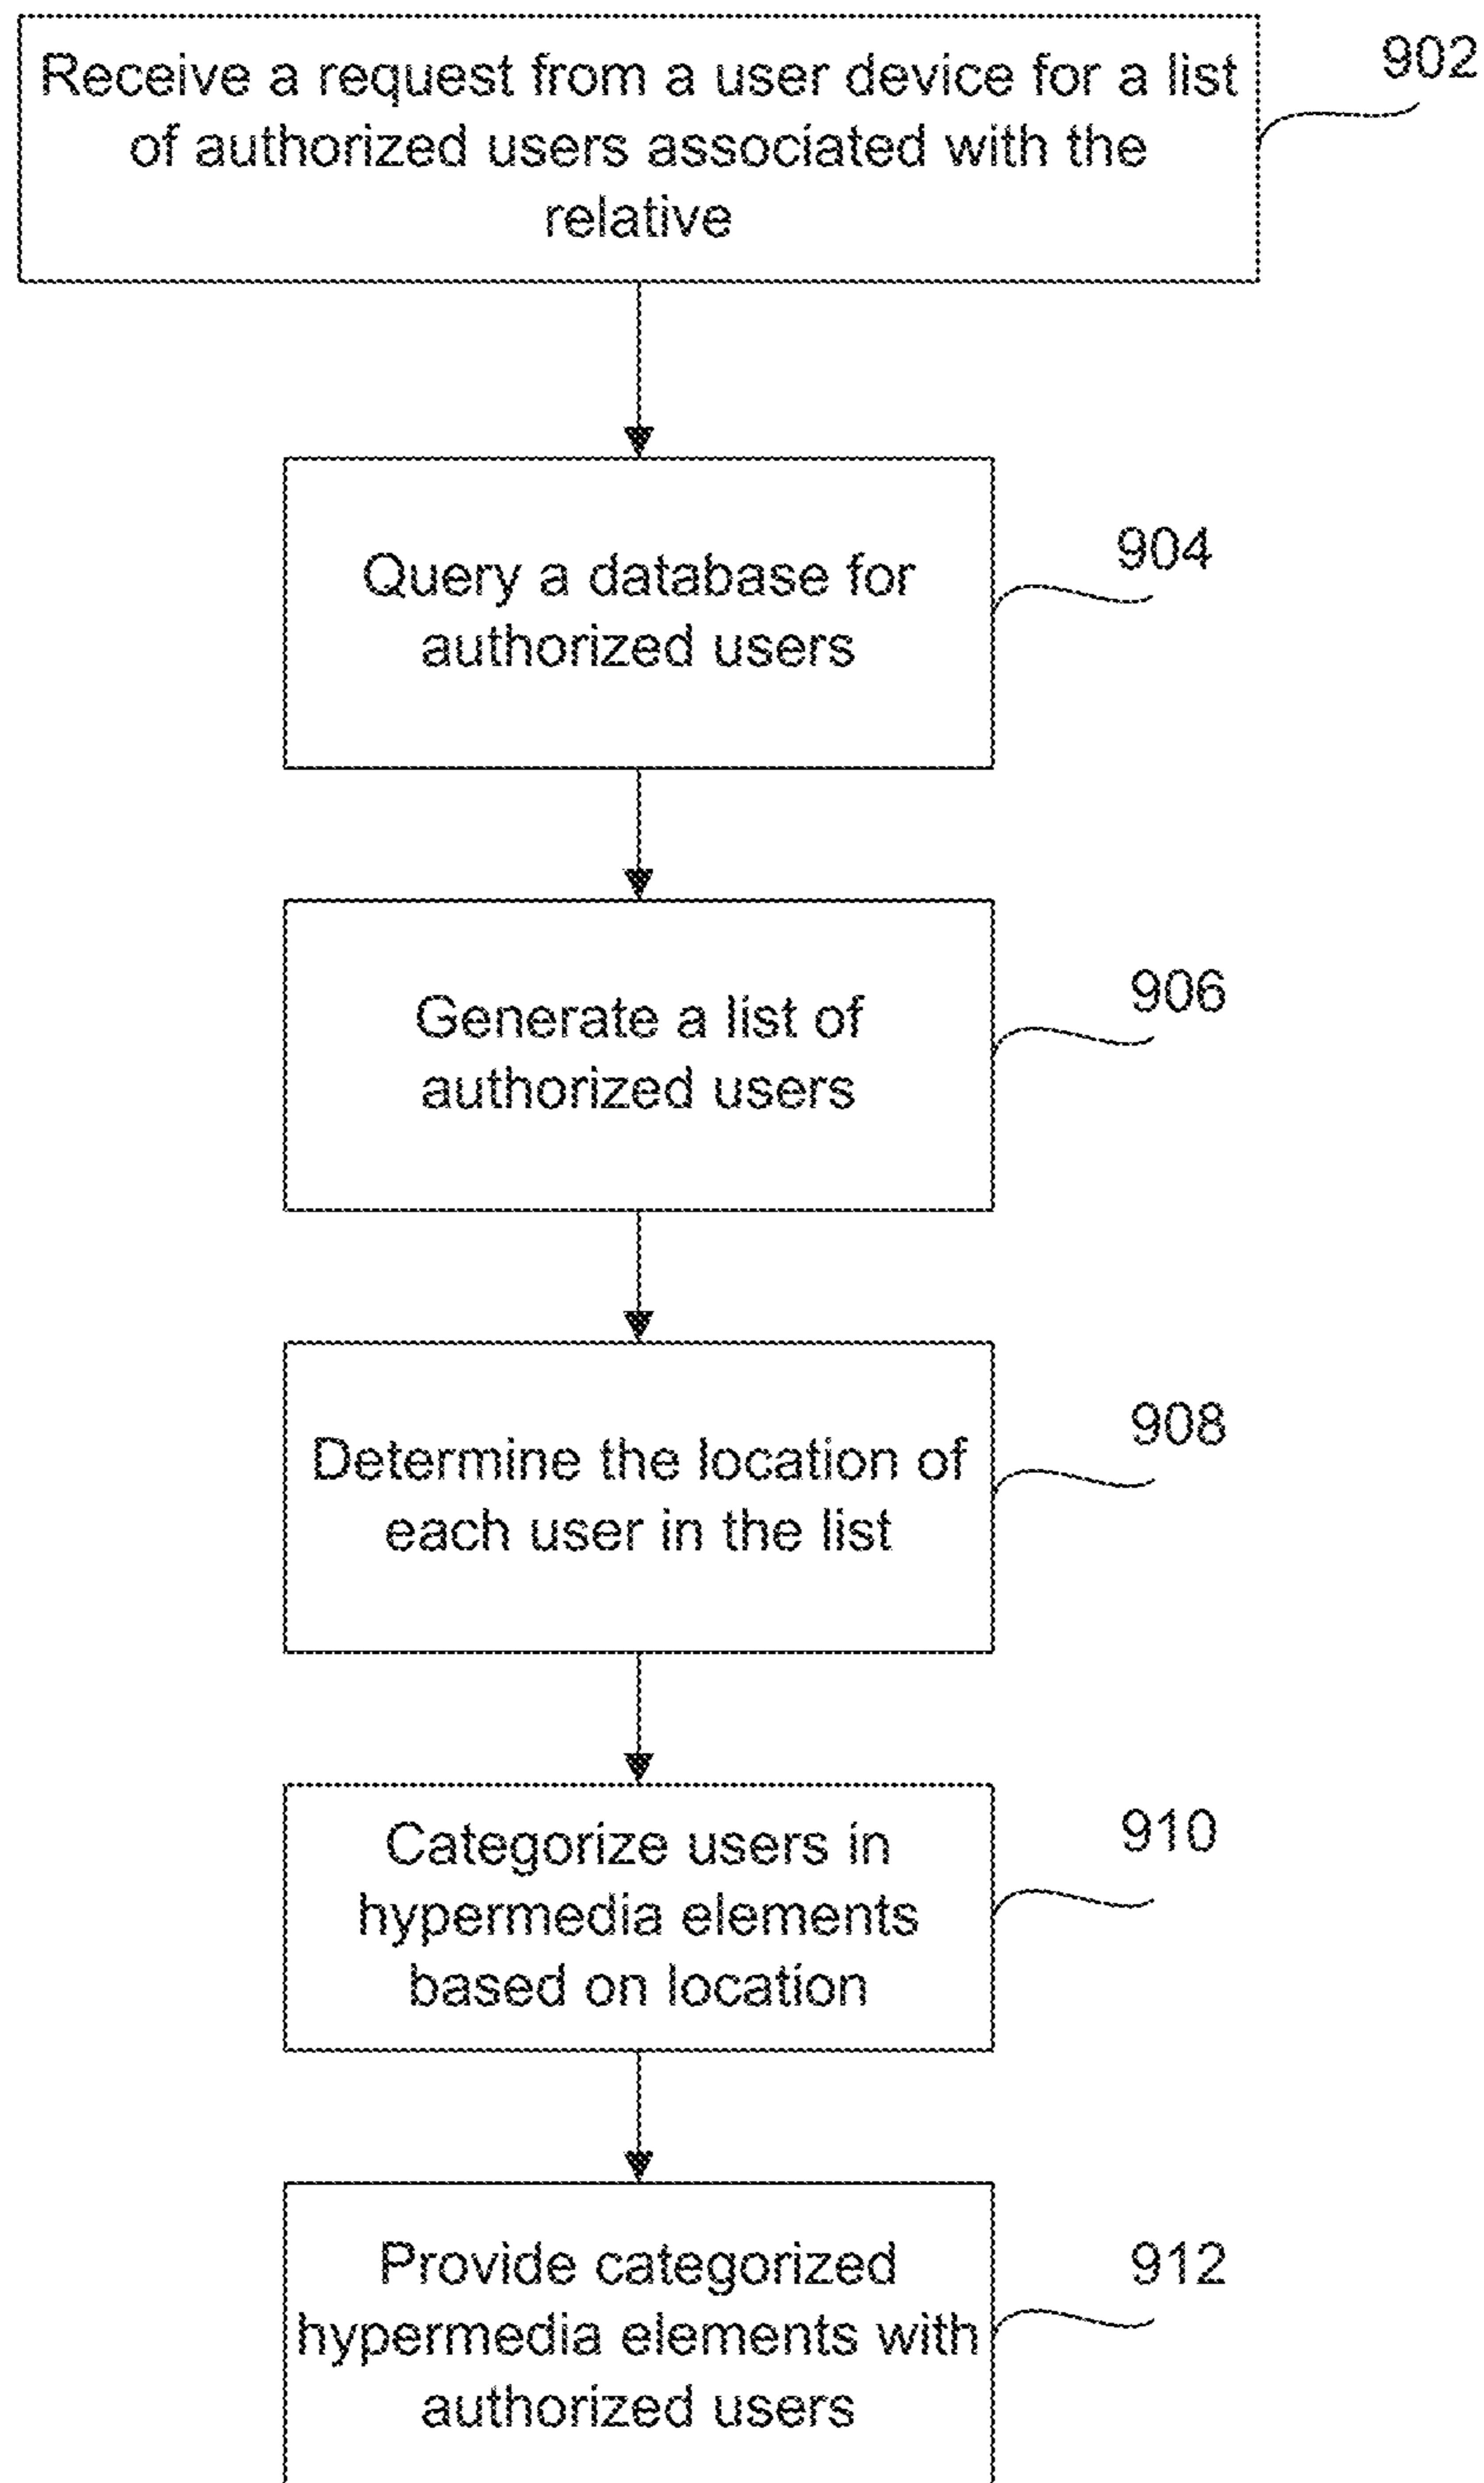 Receive a request from a user device for a list
of authorized users associated with the
relative
902
Query a database for
authorized users
904
Generate a list of
authorized users
906
Determine the location of
each user in the list
908
Categorize users in
hypermedia elements
based on location
910
Provide categorized
hypermedia elements with
authorized users
912